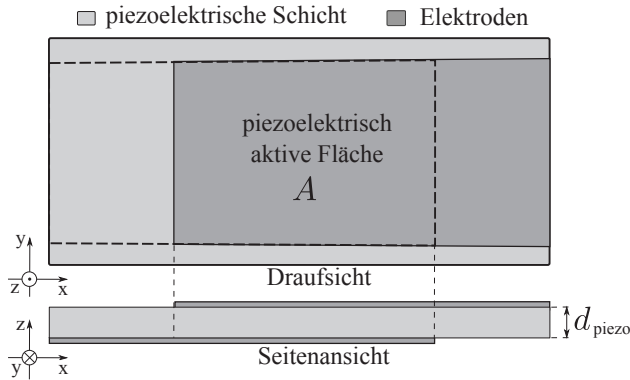 piezoelektrische Schicht
Elektroden
piezoelektrisch
aktive Fläche
A
y
z
x
Draufsicht
z
y
x
d_piezo
Seitenansicht